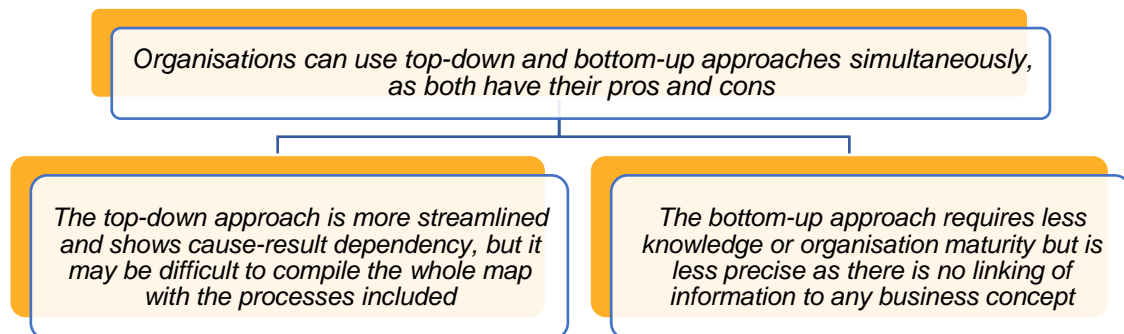 Organisations can use top-down and bottom-up approaches simultaneously,
as both have their pros and cons
The top-down approach is more streamlined
and shows cause-result dependency, but it
may be difficult to compile the whole map
with the processes included
The bottom-up approach requires less
knowledge or organisation maturity but is
less precise as there is no linking of
information to any business concept